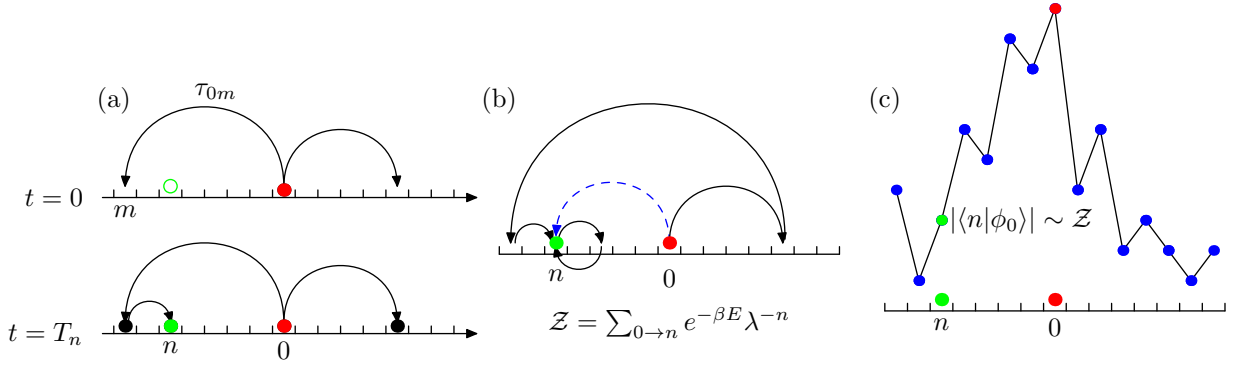 (a)
τ₀ₘ
t = 0
m
t = Tₙ
n
0
(b)
n
0
𝒵 = ∑₀→ₙ e^{−βE} λ^{−n}
(c)
|⟨n|ϕ₀⟩| ∼ 𝒵
n
0